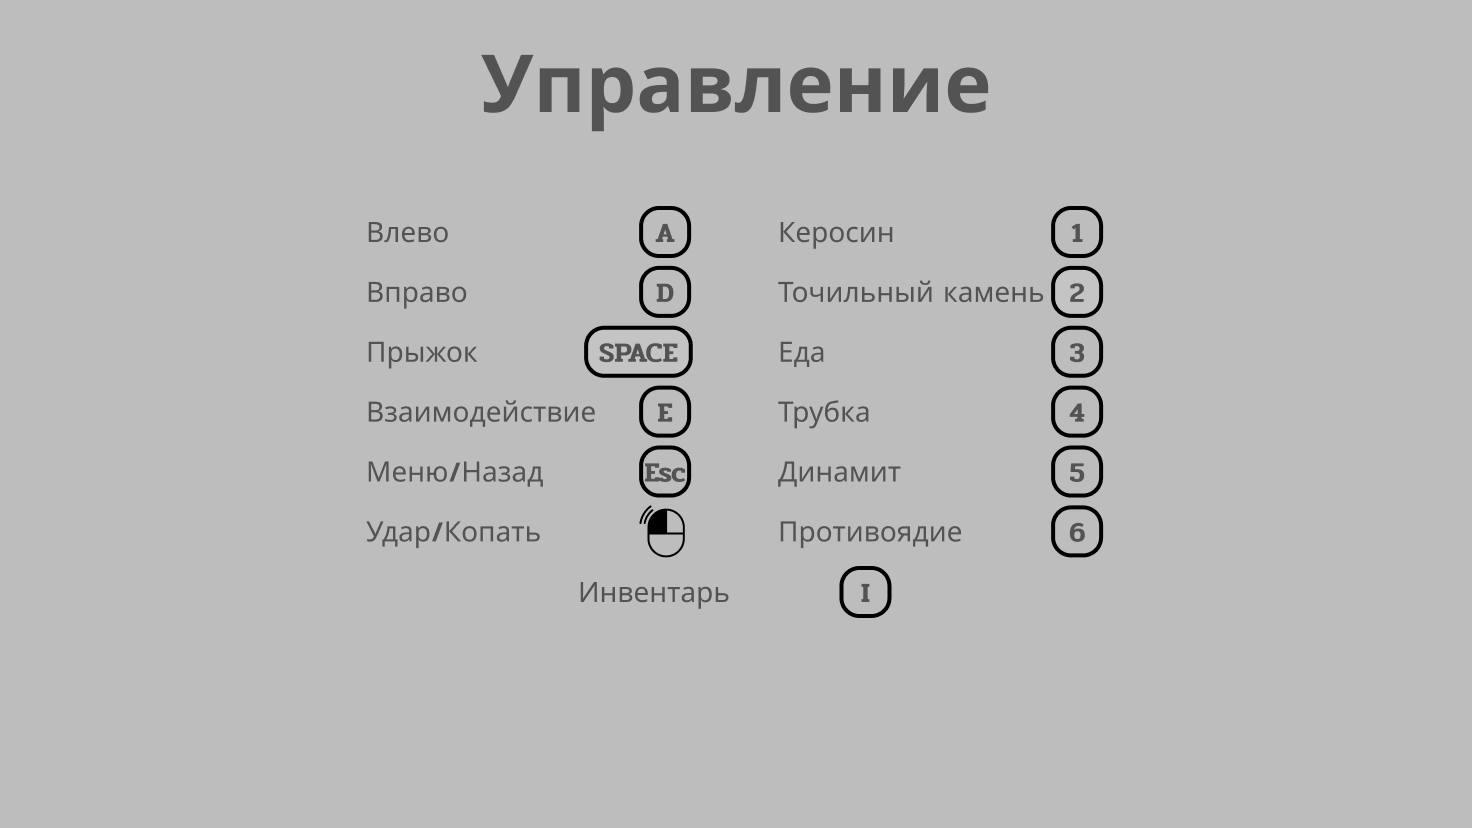 Управление
Влево A Керосин 1
Вправо D Точильный камень 2
Прыжок SPACE Еда 3
Взаимодействие E Трубка 4
Меню/Назад Esc Динамит 5
Удар/Копать Противоядие 6
Инвентарь I